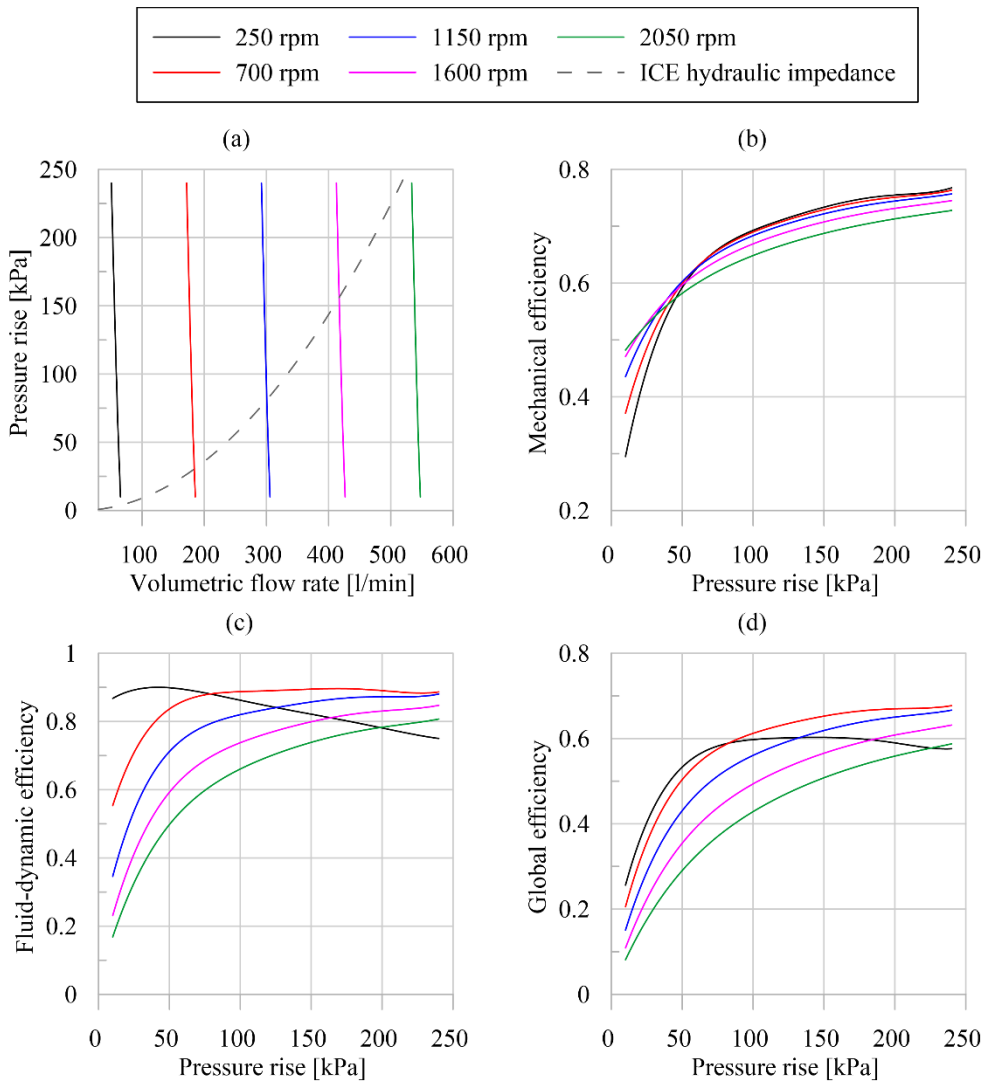 250 rpm 1150 rpm 2050 rpm
700 rpm 1600 rpm ICE hydraulic impedance
(a)
250
200
150
100
50
0
Pressure rise [kPa]
100 200 300 400 500 600
Volumetric flow rate [l/min]
(b)
0.8
0.6
0.4
0.2
Mechanical efficiency
0 50 100 150 200 250
Pressure rise [kPa]
(c)
1
0.8
0.6
0.4
0.2
0
Fluid-dynamic efficiency
0 50 100 150 200 250
Pressure rise [kPa]
(d)
0.8
0.6
0.4
0.2
0
Global efficiency
0 50 100 150 200 250
Pressure rise [kPa]